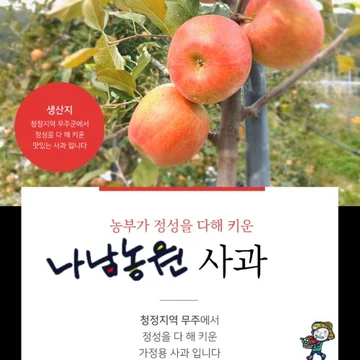 생산지
청정지역 무주군에서
정성을 다 해 키운
맛있는 사과 입니다
농부가 정성을 다해 키운
나남농원 사과
청정지역 무주에서
정성을 다 해 키운
가정용 사과 입니다